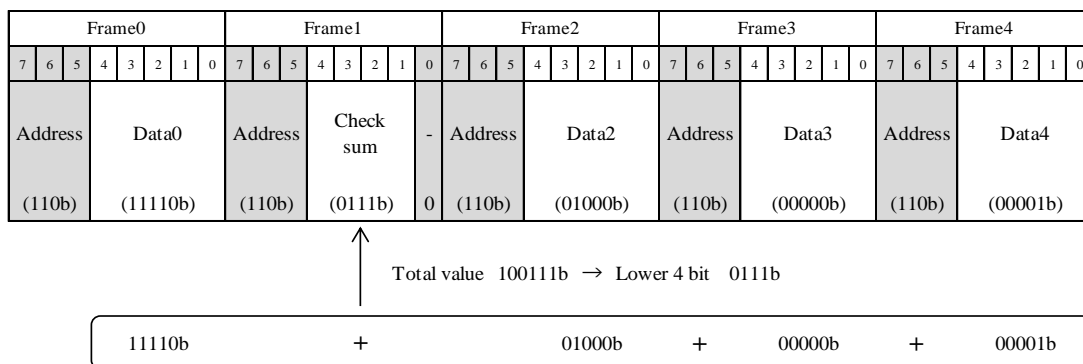 Frame0 Frame1 Frame2 Frame3 Frame4
7 6 5 4 3 2 1 0 7 6 5 4 3 2 1 0 7 6 5 4 3 2 1 0 7 6 5 4 3 2 1 0 7 6 5 4 3 2 1 0
Address Data0 Address Check sum - Address Data2 Address Data3 Address Data4
(110b) (11110b) (110b) (0111b) 0 (110b) (01000b) (110b) (00000b) (110b) (00001b)
Total value 100111b → Lower 4 bit 0111b
11110b + 01000b + 00000b + 00001b